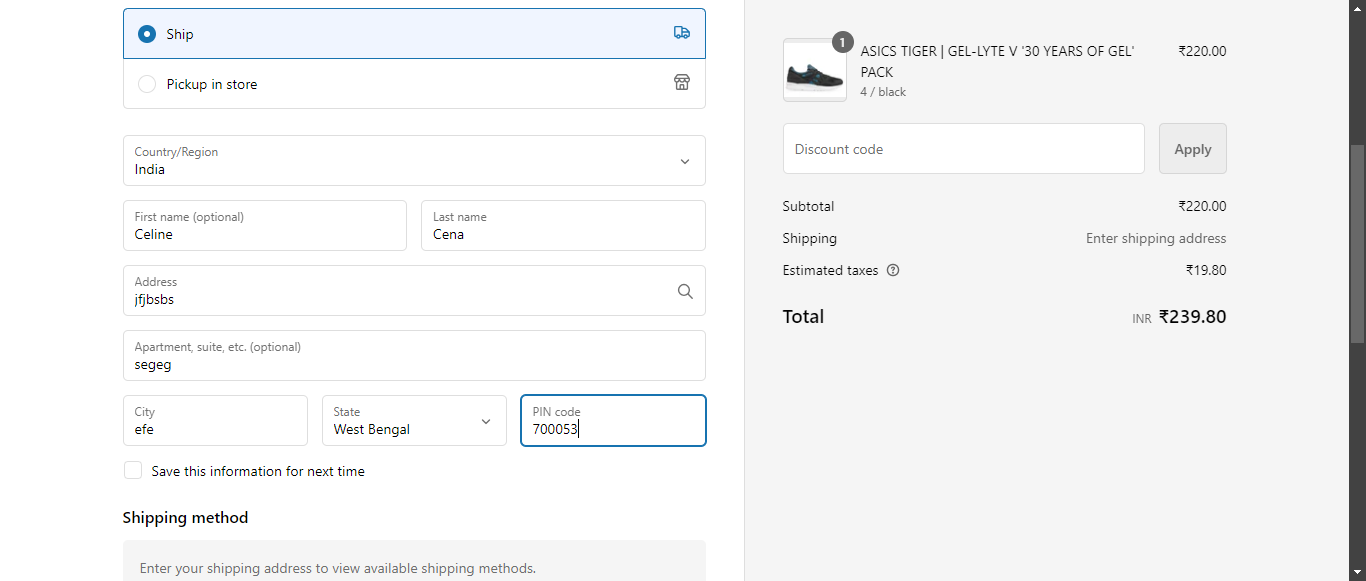 Ship
Pickup in store
Country/Region
India
First name (optional)
Celine
Last name
Cena
Address
jfjbsbs
Apartment, suite, etc. (optional)
segeg
City
efe
State
West Bengal
PIN code
700053
Save this information for next time
Shipping method
Enter your shipping address to view available shipping methods.
1
ASICS TIGER | GEL-LYTE V '30 YEARS OF GEL'
PACK
4 / black
₹220.00
Discount code
Apply
Subtotal ₹220.00
Shipping Enter shipping address
Estimated taxes ₹19.80
Total INR ₹239.80